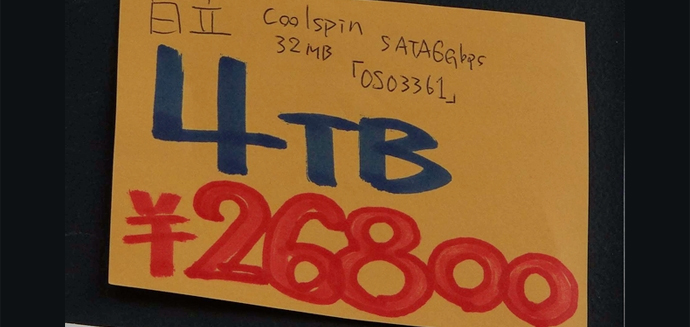 日立 Coolspin SATA6Gbps
32MB 「0S03361」
4TB
¥26800